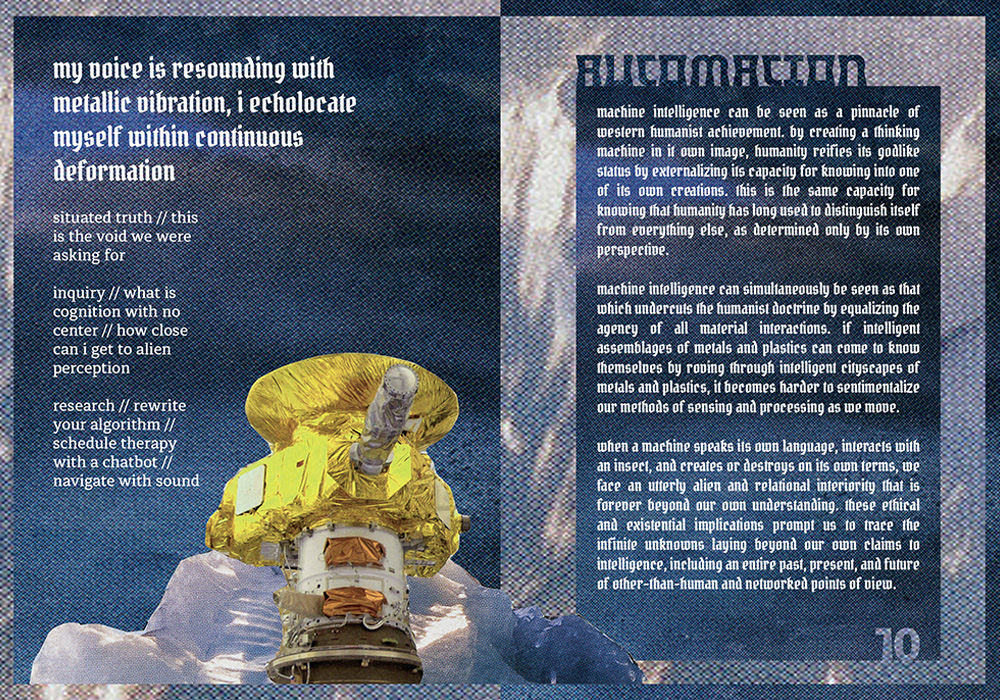 my voice is resounding with
metallic vibration, i echolocate
myself within continuous
deformation
situated truth // this
is the void we were
asking for
inquiry // what is
cognition with no
center // how close
can i get to alien
perception
research // rewrite
your algorithm //
schedule therapy
with a chatbot //
navigate with sound
AUTOMATION
machine intelligence can be seen as a pinnacle of
western humanist achievement. by creating a thinking
machine in it own image, humanity reifies its godlike
status by externalizing its capacity for knowing into one
of its own creations. this is the same capacity for
knowing that humanity has long used to distinguish itself
from everything else, as determined only by its own
perspective.
machine intelligence can simultaneously be seen as that
which undercuts the humanist doctrine by equalizing the
agency of all material interactions. if intelligent
assemblages of metals and plastics can come to know
themselves by roving through intelligent cityscapes of
metals and plastics, it becomes harder to sentimentalize
our methods of sensing and processing as we move.
when a machine speaks its own language, interacts with
an insect, and creates or destroys on its own terms, we
face an utterly alien and relational interiority that is
forever beyond our own understanding. these ethical
and existential implications prompt us to trace the
infinite unknowns laying beyond our own claims to
intelligence, including an entire past, present, and future
of other-than-human and networked points of view.
10